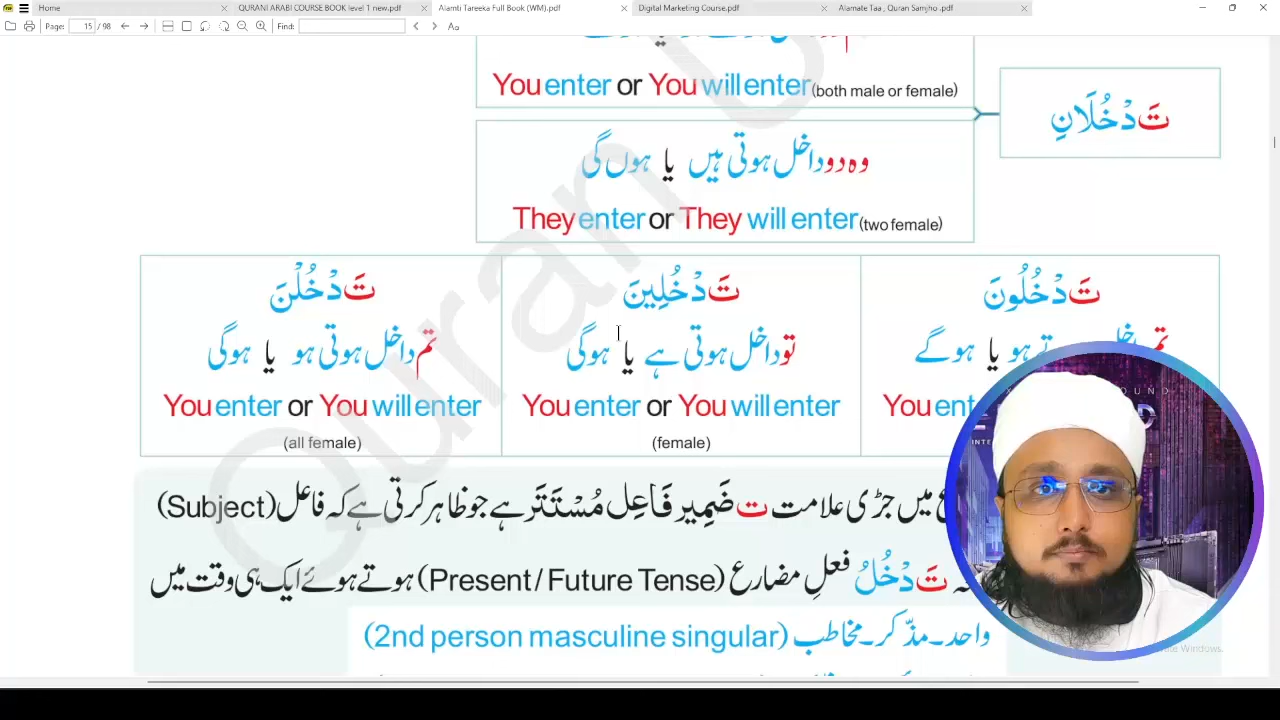 Home QURANI ARABI COURSE BOOK level 1 new.pdf Alamti Tareeka Full Book (WM).pdf Digital Marketing Course.pdf Alamate Taa , Quran Samjho .pdf
Page: 15 / 98 Find: Aa
You enter or You will enter (both male or female)
تَدْخُلَانِ
وہ دو داخل ہوتی ہیں یا ہوں گی
They enter or They will enter (two female)
تَدْخُلُونَ
تم ہو یا ہوگے
You
تَدْخُلِينَ
تو داخل ہوتی ہے یا ہوگی
You enter or You will enter
(female)
تَدْخُلْنَ
تم داخل ہوتی ہو یا ہوگی
You enter or You will enter
(all female)
میں جڑی علامت ت ضَمِیر فَاعِل مُسْتَتَر ہے جو ظاہر کرتی ہے کہ فاعل (Subject)
تَدْخُلُ فعلِ مضارع (Present / Future Tense) ہوتے ہوئے ایک ہی وقت میں
واحد۔مذّکر۔مخاطب (2nd person masculine singular)
Quran